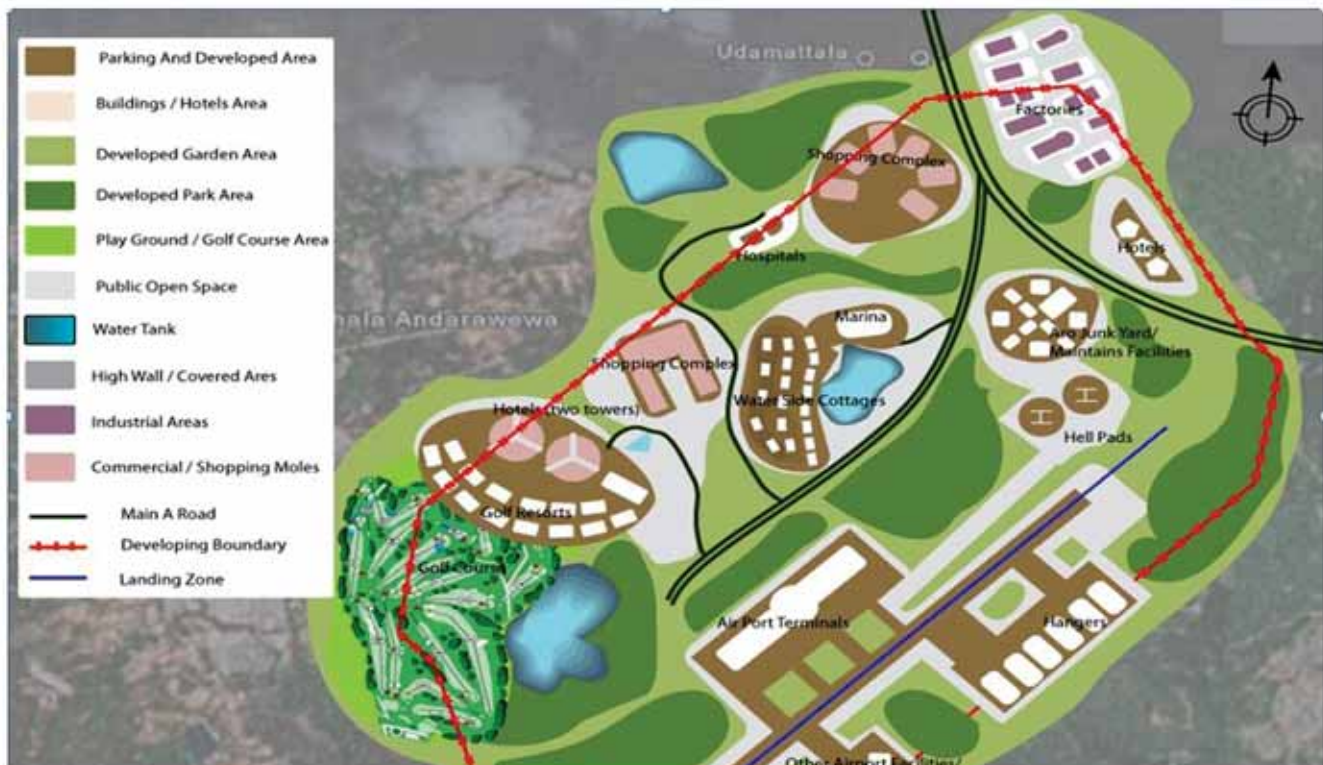 Parking And Developed Area
Buildings / Hotels Area
Developed Garden Area
Developed Park Area
Play Ground / Golf Course Area
Public Open Space
Water Tank
High Wall / Covered Ares
Industrial Areas
Commercial / Shopping Moles
Main A Road
Developing Boundary
Landing Zone
Udamattala
Factories
Shopping Complex
Hospitals
Hotels
Marina
Aro Junk Yard/
Maintains Facilities
hala Andarawewa
Shopping Complex
Water Side Cottages
Hotels (two towers)
Hell Pads
Golf Resorts
Golf Course
Air Port Terminals
Hangers
Other Airport Facilities/